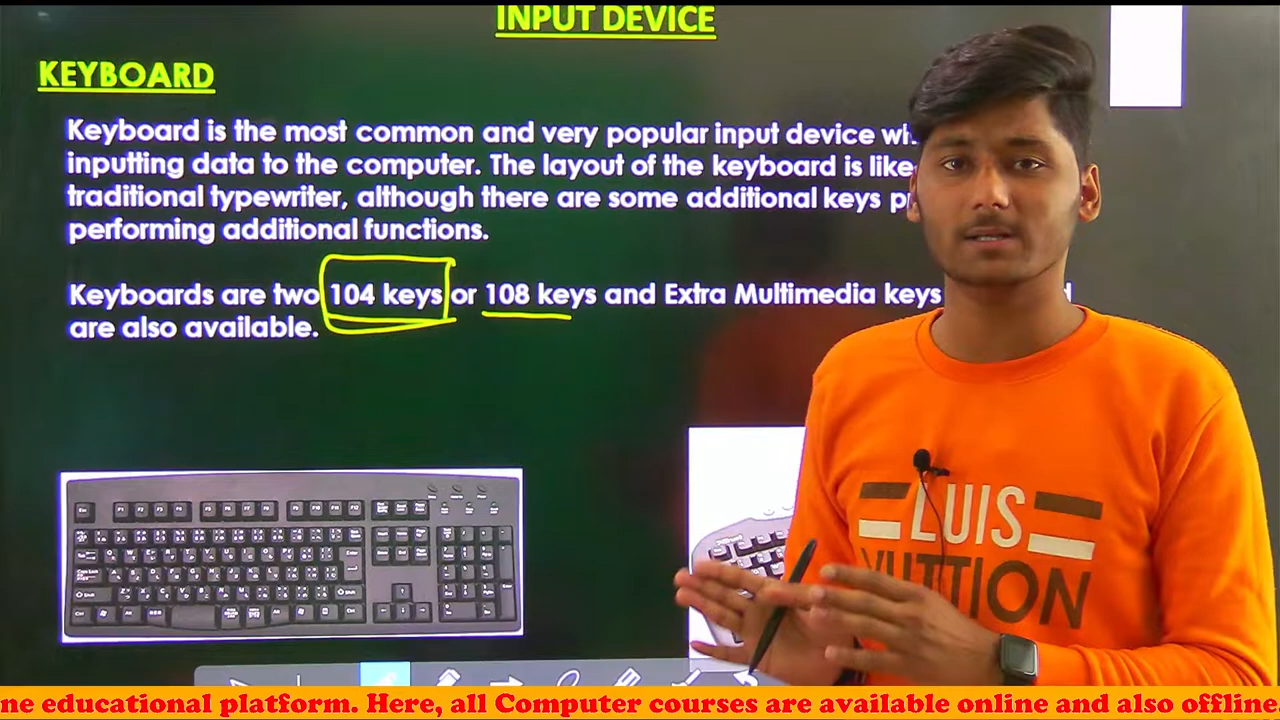 INPUT DEVICE
KEYBOARD
Keyboard is the most common and very popular input device wh
inputting data to the computer. The layout of the keyboard is like
traditional typewriter, although there are some additional keys p
performing additional functions.
Keyboards are two 104 keys or 108 keys and Extra Multimedia keys
are also available.
LUIS
VUTTION
ne educational platform. Here, all Computer courses are available online and also offline.